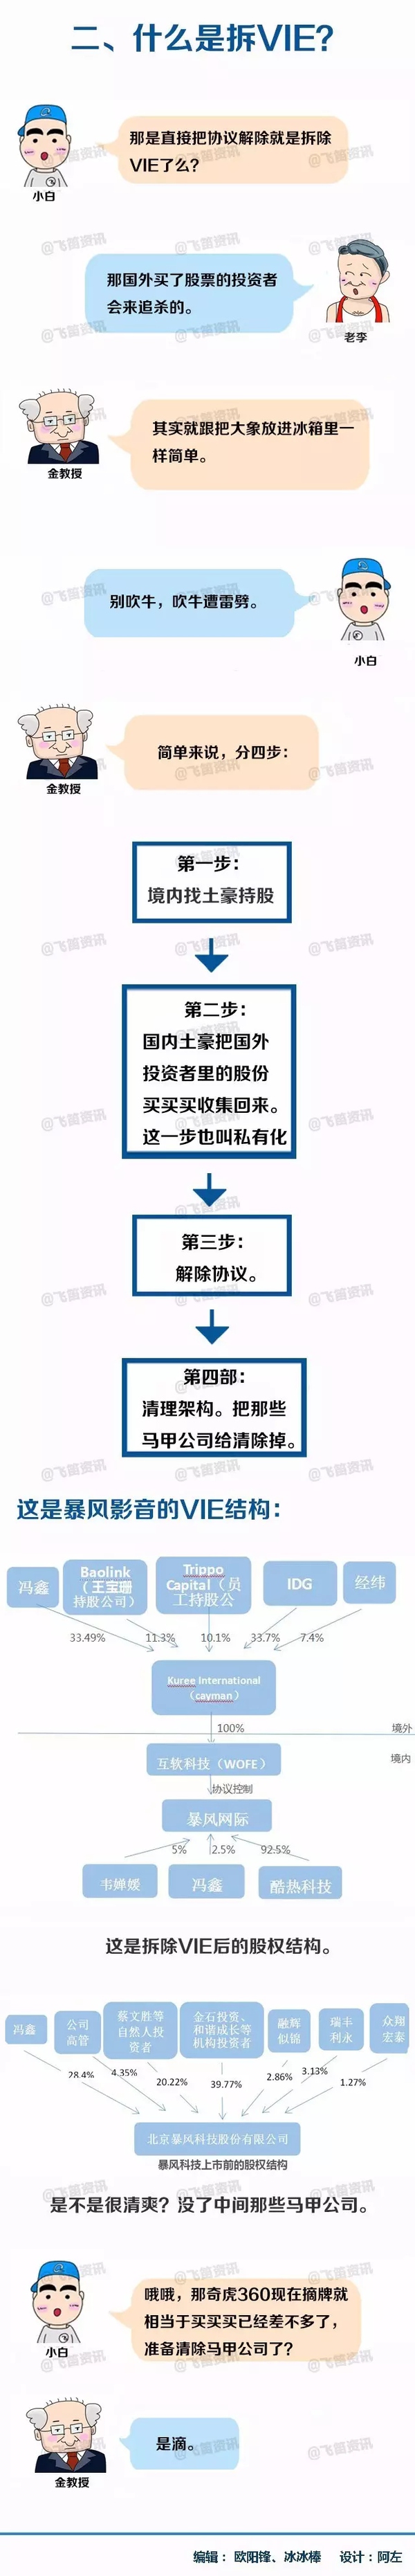 二、什么是拆VIE?
那是直接把协议解除就是拆除
VIE了么?
小白
@飞笛资讯
那国外买了股票的投资者
会来追杀的。
老李
其实就跟把大象放进冰箱里一
样简单。
金教授
别吹牛，吹牛遭雷劈。
小白
简单来说，分四步：
金教授
第一步：
境内找土豪持股
第二步：
国内土豪把国外
投资者里的股份
买买买收集回来。
这一步也叫私有化
第三步：
解除协议。
第四部：
清理架构。把那些
马甲公司给清除掉。
这是暴风影音的VIE结构：
冯鑫
Baolink
（王宝珊
持股公司）
Trippo
Capital（员
工持股公
IDG
经纬
33.49%
11.3%
10.1%
33.7%
7.4%
Kuree International
（cayman）
100%
境外
互软科技（WOFE）
境内
协议控制
暴风网际
5%
2.5%
92.5%
韦婵媛
冯鑫
酷热科技
这是拆除VIE后的股权结构。
冯鑫
公司
高管
蔡文胜等
自然人投
资者
金石投资、
和谐成长等
机构投资者
融辉
似锦
瑞丰
利永
众翔
宏泰
28.4%
4.35%
20.22%
39.77%
2.86%
3.13%
1.27%
北京暴风科技股份有限公司
暴风科技上市前的股权结构
是不是很清爽？没了中间那些马甲公司。
哦哦，那奇虎360现在摘牌就
相当于买买买已经差不多了，
准备清除马甲公司了？
小白
是滴。
金教授
编辑：欧阳锋、冰冰棒 设计：阿左